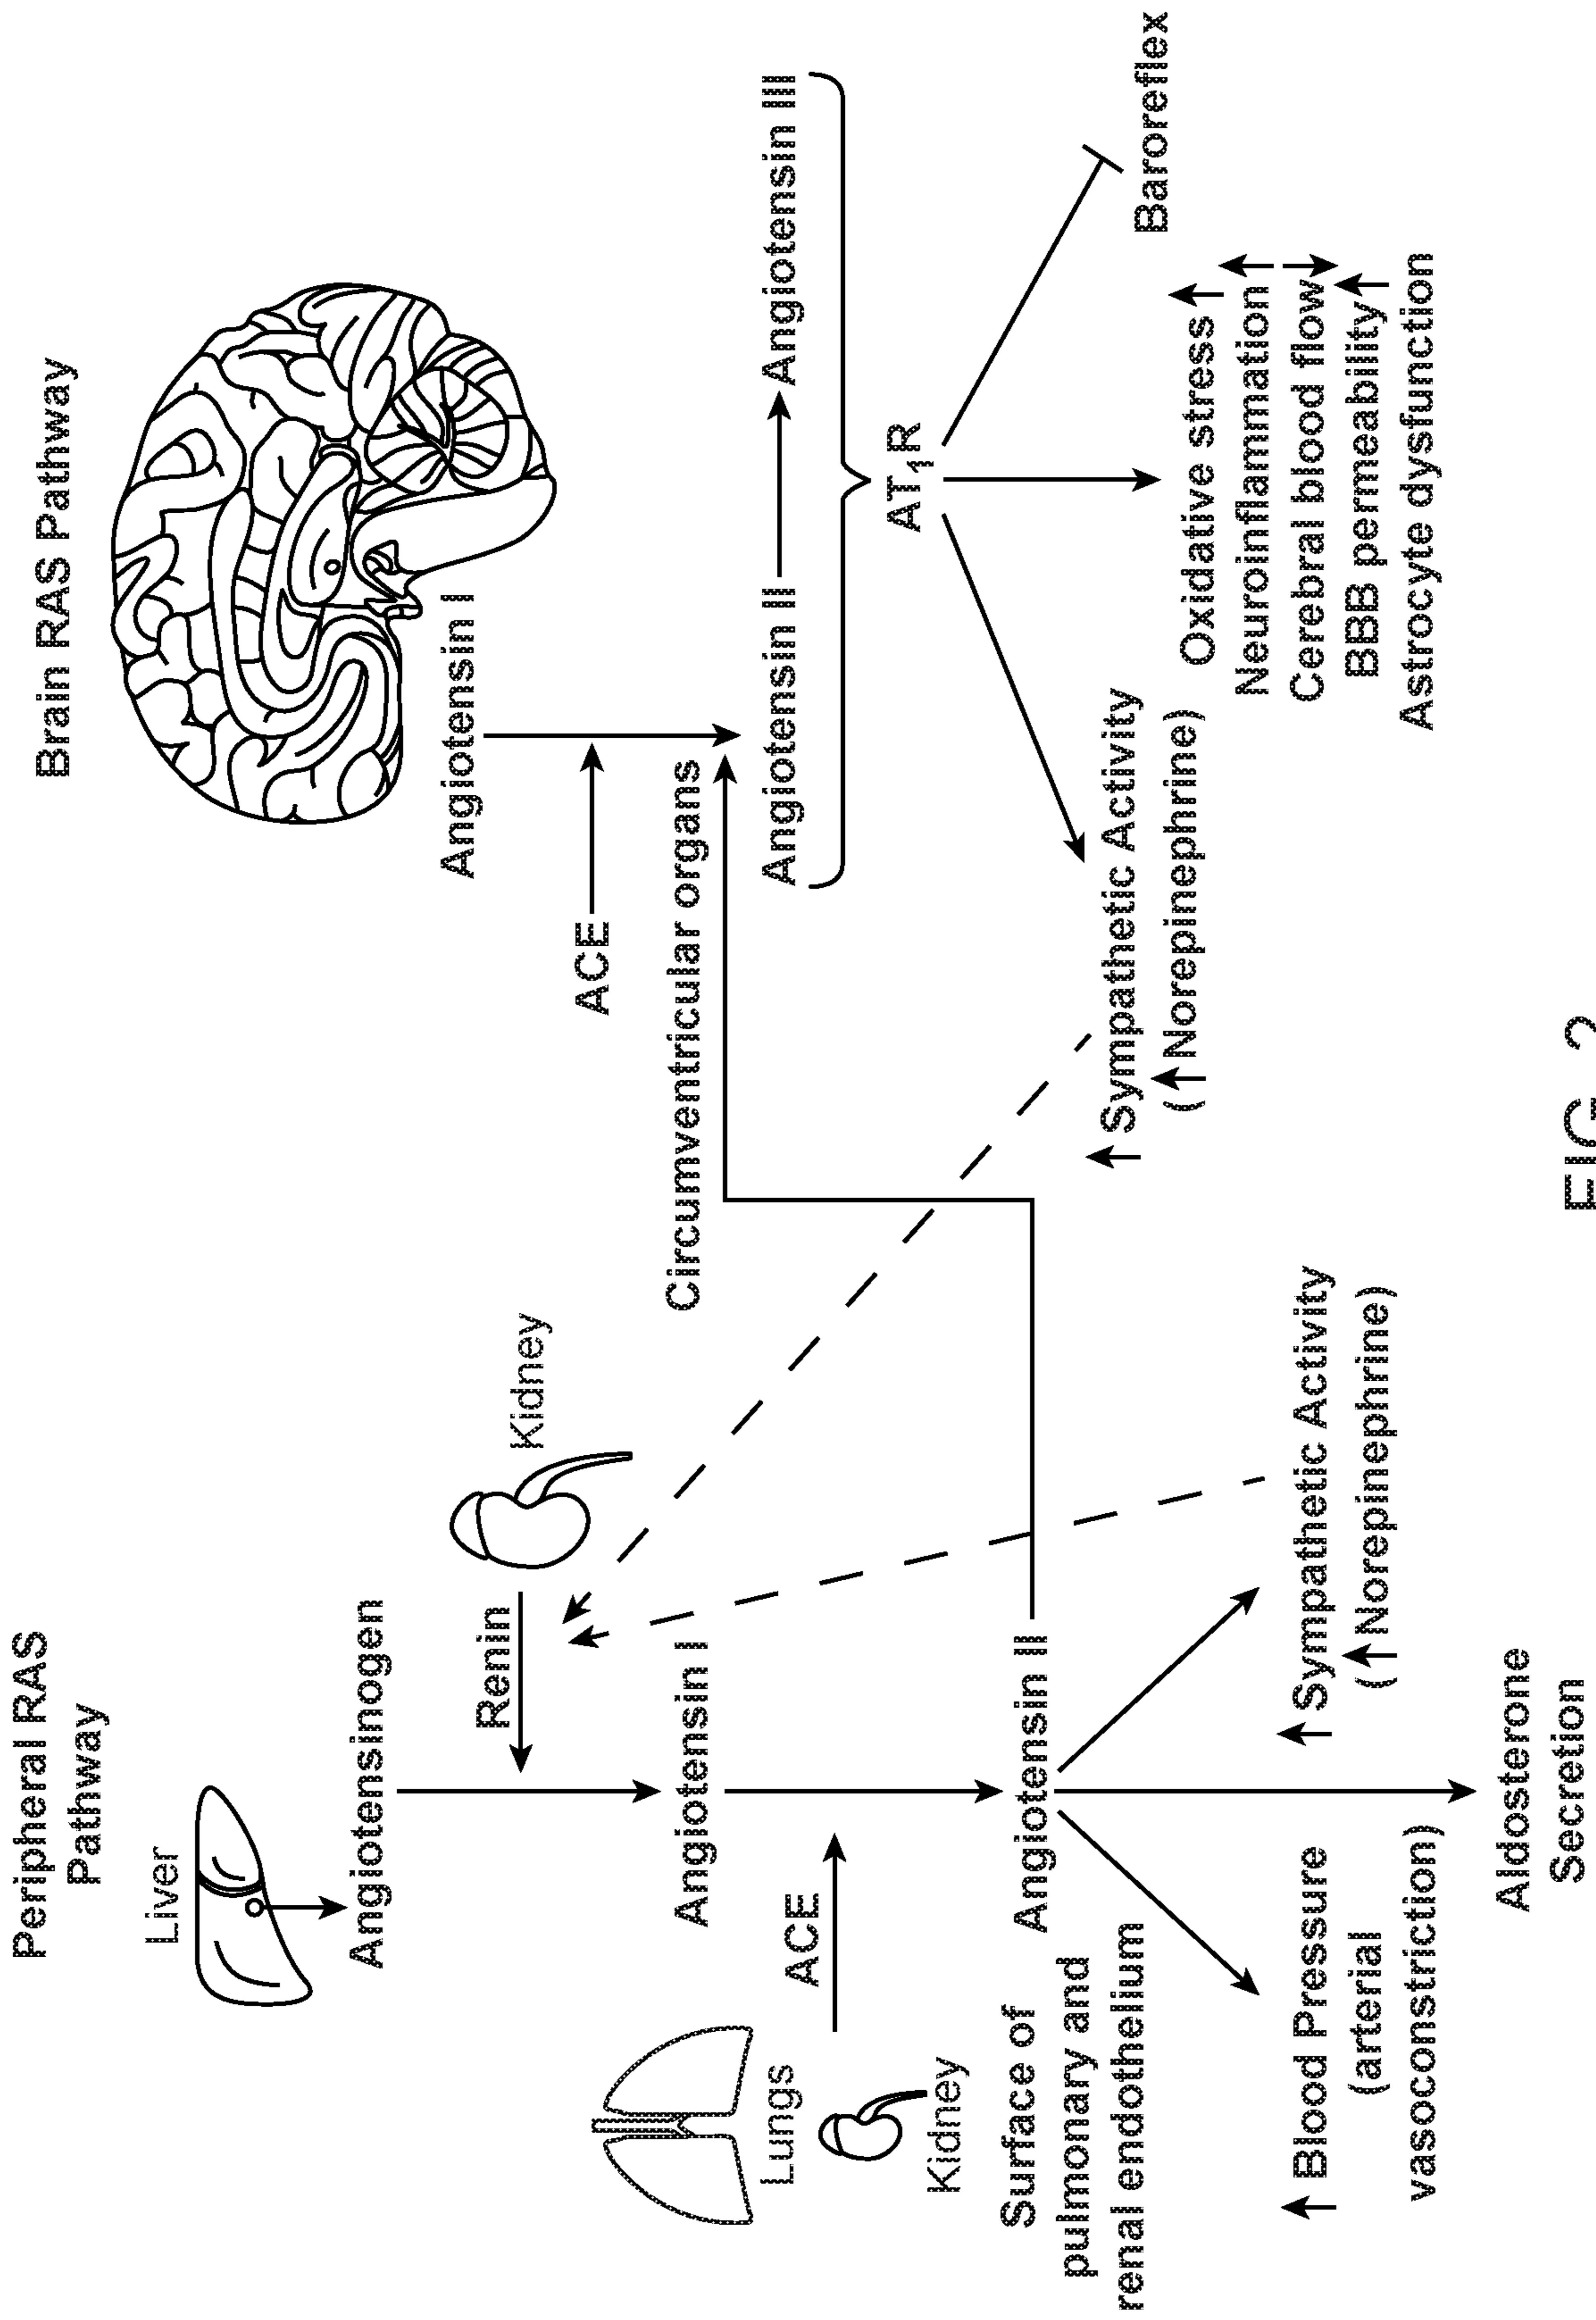 Peripheral RAS
Pathway
Liver
Angiotensinogen
Renin
Kidney
Angiotensin I
Lungs
ACE
Kidney
Surface of
pulmonary and
renal endothelium
Angiotensin II
↑ Blood Pressure
(arterial
vasoconstriction)
↑ Sympathetic Activity
(↑ Norepinephrine)
Aldosterone
Secretion
Brain RAS Pathway
Angiotensin I
ACE
Circumventricular organs
Angiotensin II
Angiotensin III
AT1R
↑ Sympathetic Activity
(↑ Norepinephrine)
Oxidative stress ↑
Neuroinflammation ↑
Cerebral blood flow ↓
BBB permeability ↑
Astrocyte dysfunction
Baroreflex
FIG. 2